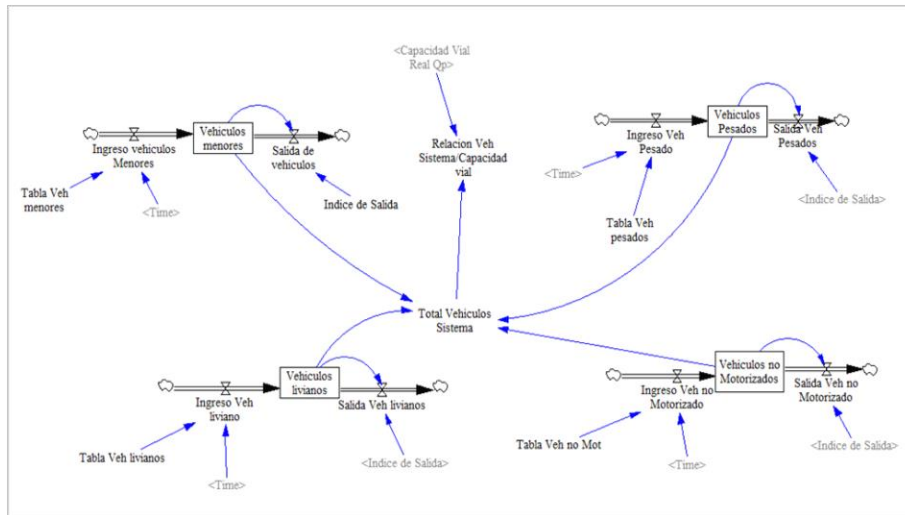 <Capacidad Vial
Real Qp>
Vehiculos
menores
Ingreso vehiculos
Menores
Salida de
vehiculos
Tabla Veh
menores
<Time>
Indice de Salida
Relacion Veh
Sistema/Capacidad
vial
Vehiculos
Pesados
Ingreso Veh
Pesado
Salida Veh
Pesados
<Time>
Tabla Veh
pesados
<Indice de Salida>
Total Vehiculos
Sistema
Vehiculos
livianos
Ingreso Veh
liviano
Salida Veh livianos
Tabla Veh livianos
<Time>
<Indice de Salida>
Vehiculos no
Motorizados
Ingreso Veh no
Motorizado
Salida Veh no
Motorizado
Tabla Veh no Mot
<Time>
<Indice de Salida>